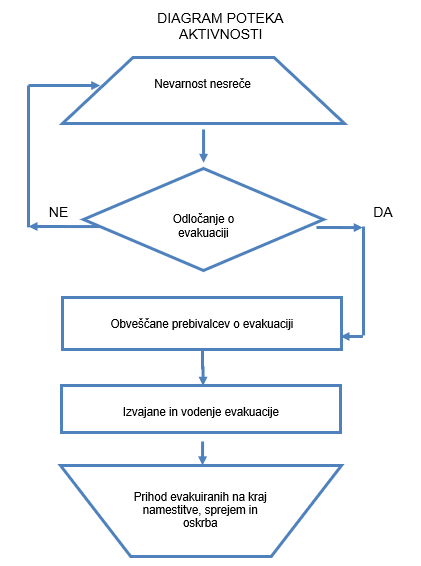 DIAGRAM POTEKA
AKTIVNOSTI
Nevarnost nesreče
NE
DA
Odločanje o
evakuaciji
Obveščane prebivalcev o evakuaciji
Izvajane in vodenje evakuacije
Prihod evakuiranih na kraj
namestitve, sprejem in
oskrba